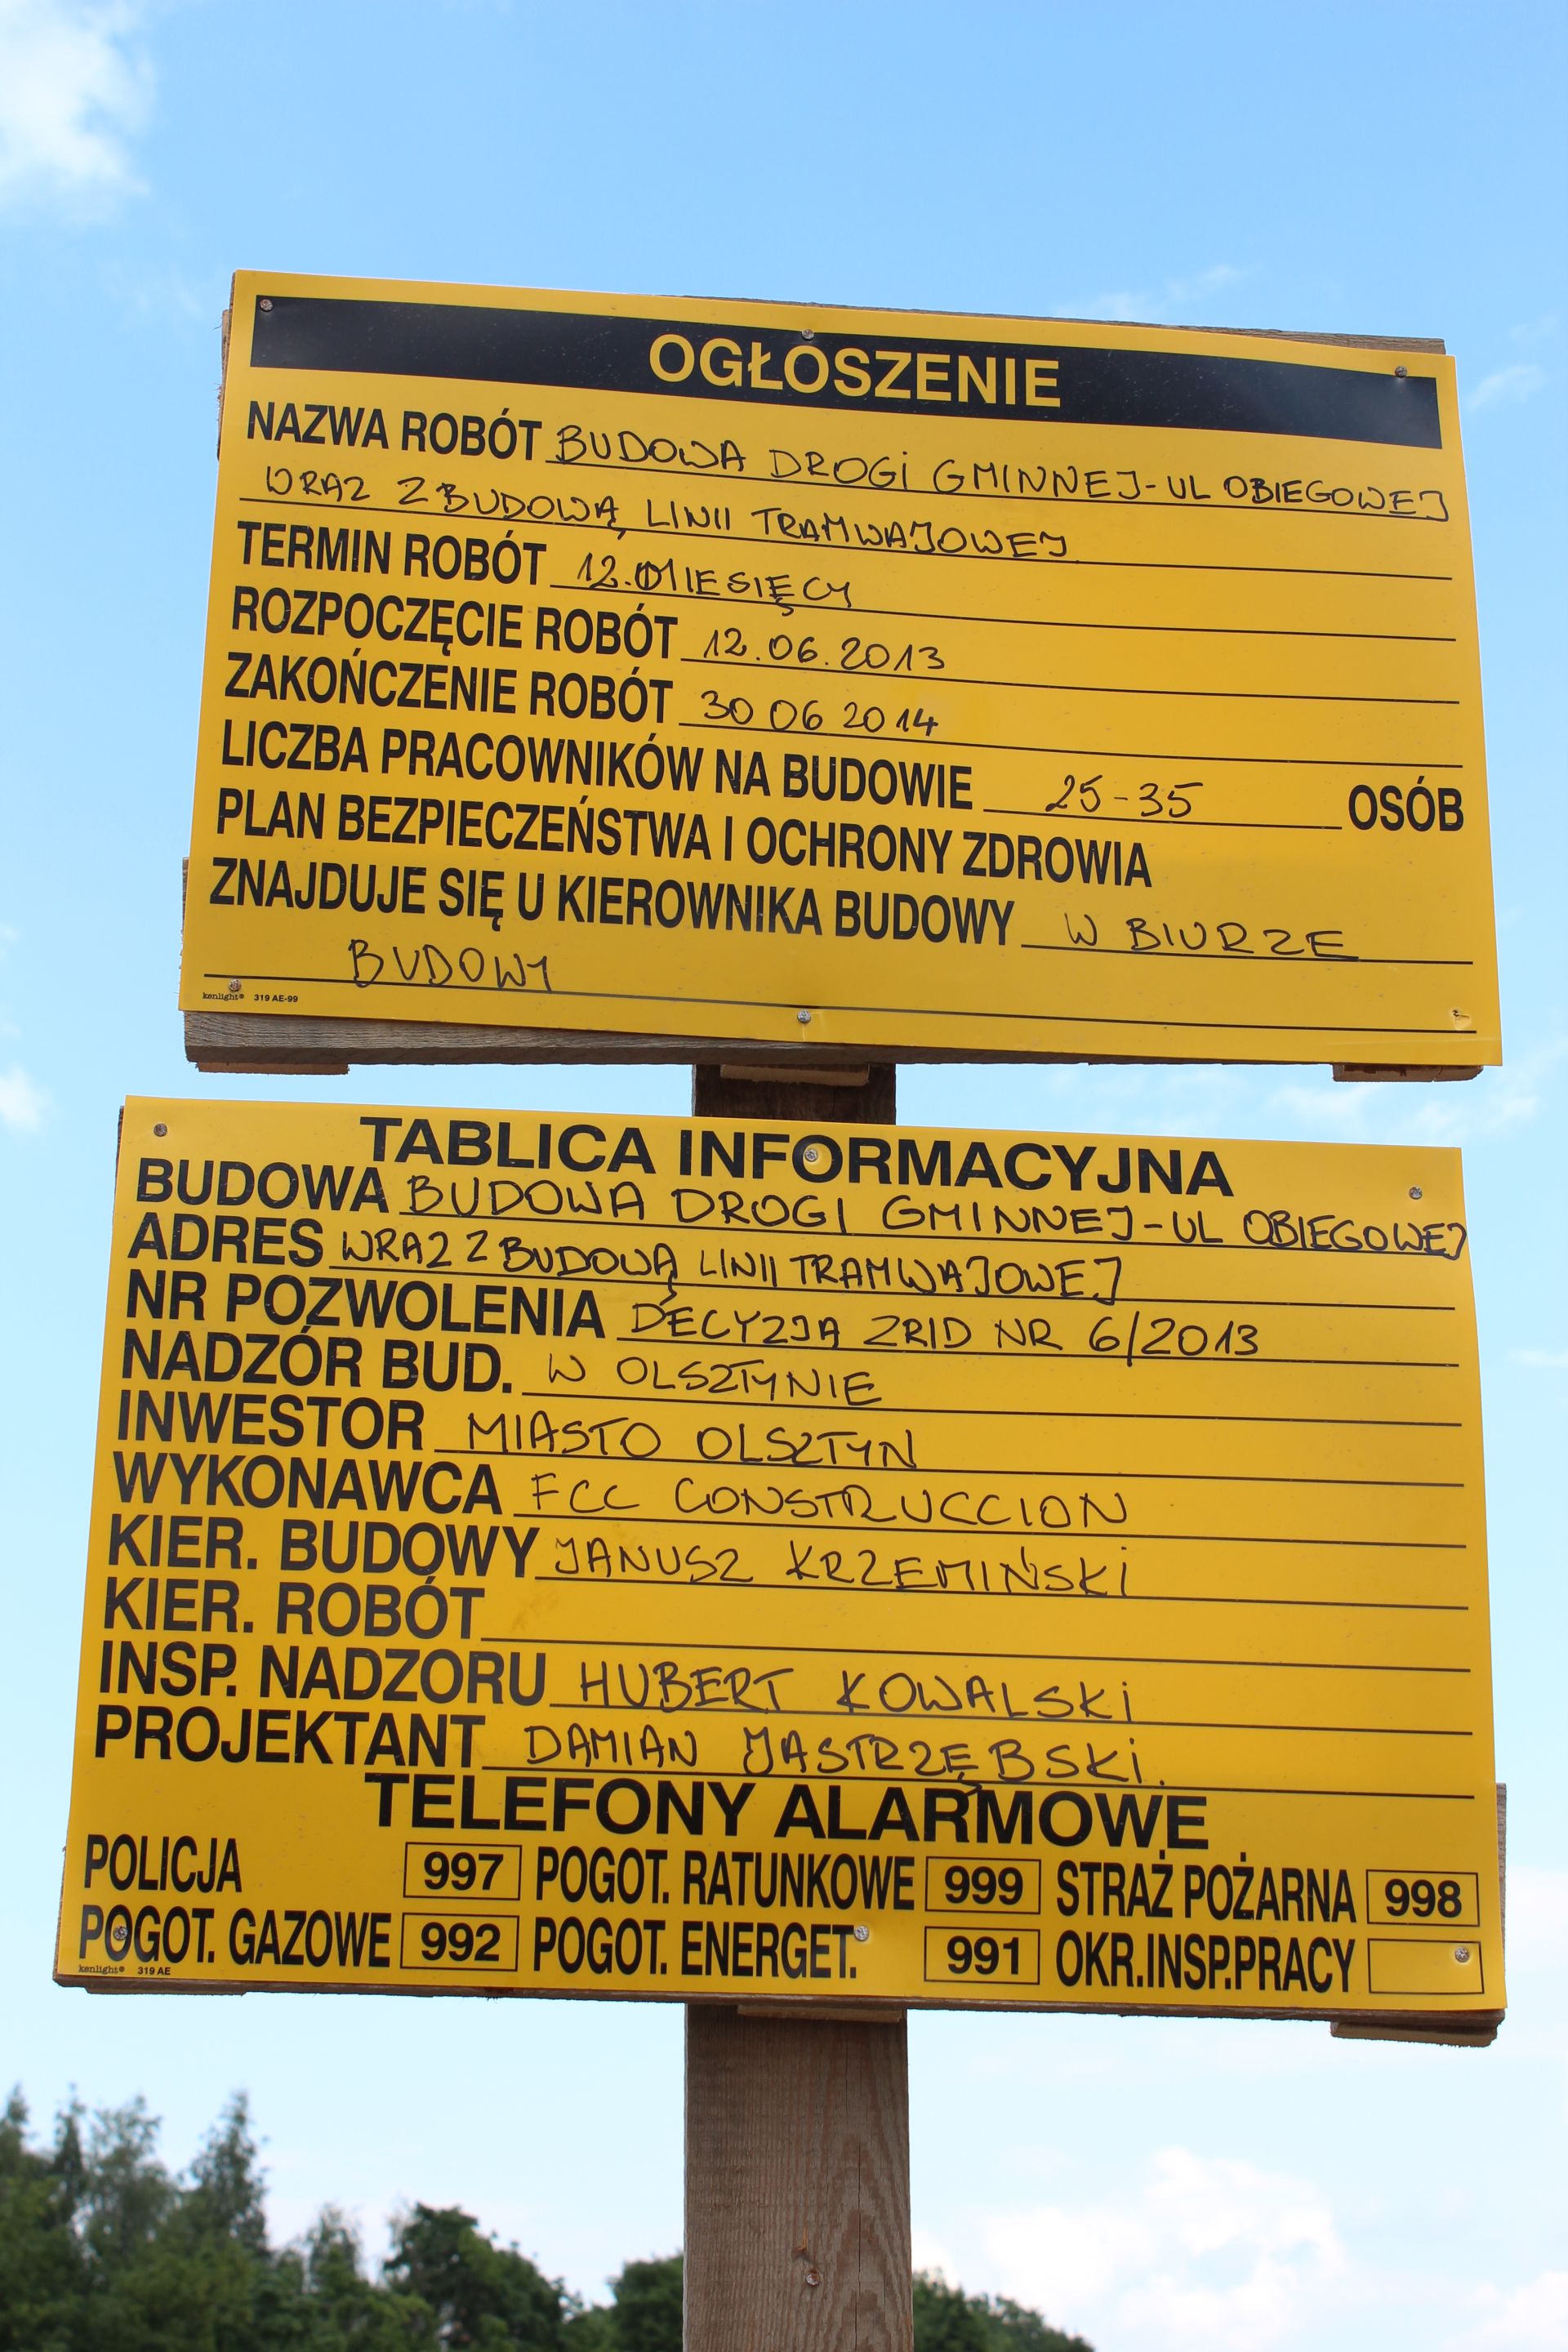 OGŁOSZENIE
NAZWA ROBÓT BUDOWA DROGI GMINNEJ-UL OBIEGOWEJ
WRAZ Z BUDOWĄ LINII TRAMWAJOWEJ
TERMIN ROBÓT 12.MIESIĘCY
ROZPOCZĘCIE ROBÓT 12.06.2013
ZAKOŃCZENIE ROBÓT 30 06 2014
LICZBA PRACOWNIKÓW NA BUDOWIE 25-35 OSÓB
PLAN BEZPIECZEŃSTWA I OCHRONY ZDROWIA
ZNAJDUJE SIĘ U KIEROWNIKA BUDOWY W BIURZE
BUDOWY
kenlight® 319 AE-99
TABLICA INFORMACYJNA
BUDOWA BUDOWA DROGI GMINNEJ-UL OBIEGOWEJ
ADRES WRAZ Z BUDOWĄ LINII TRAMWAJOWEJ
NR POZWOLENIA DECYZJA ZRID NR 6/2013
NADZÓR BUD. W OLSZTYNIE
INWESTOR MIASTO OLSZTYN
WYKONAWCA FCC CONSTRUCCION
KIER. BUDOWY JANUSZ KRZEMIŃSKI
KIER. ROBÓT
INSP. NADZORU HUBERT KOWALSKI
PROJEKTANT DAMIAN JASTRZĘBSKI.
TELEFONY ALARMOWE
POLICJA 997 POGOT. RATUNKOWE 999 STRAŻ POŻARNA 998
POGOT. GAZOWE 992 POGOT. ENERGET. 991 OKR.INSP.PRACY
kenlight® 319 AE